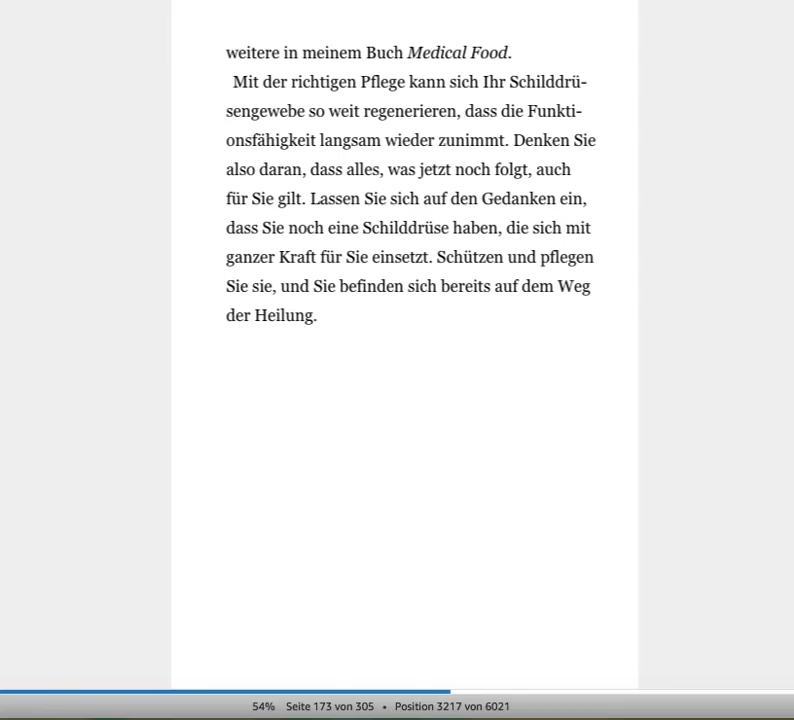 weitere in meinem Buch Medical Food.
Mit der richtigen Pflege kann sich Ihr Schilddrü-
sengewebe so weit regenerieren, dass die Funkti-
onsfähigkeit langsam wieder zunimmt. Denken Sie
also daran, dass alles, was jetzt noch folgt, auch
für Sie gilt. Lassen Sie sich auf den Gedanken ein,
dass Sie noch eine Schilddrüse haben, die sich mit
ganzer Kraft für Sie einsetzt. Schützen und pflegen
Sie sie, und Sie befinden sich bereits auf dem Weg
der Heilung.
54% Seite 173 von 305 • Position 3217 von 6021